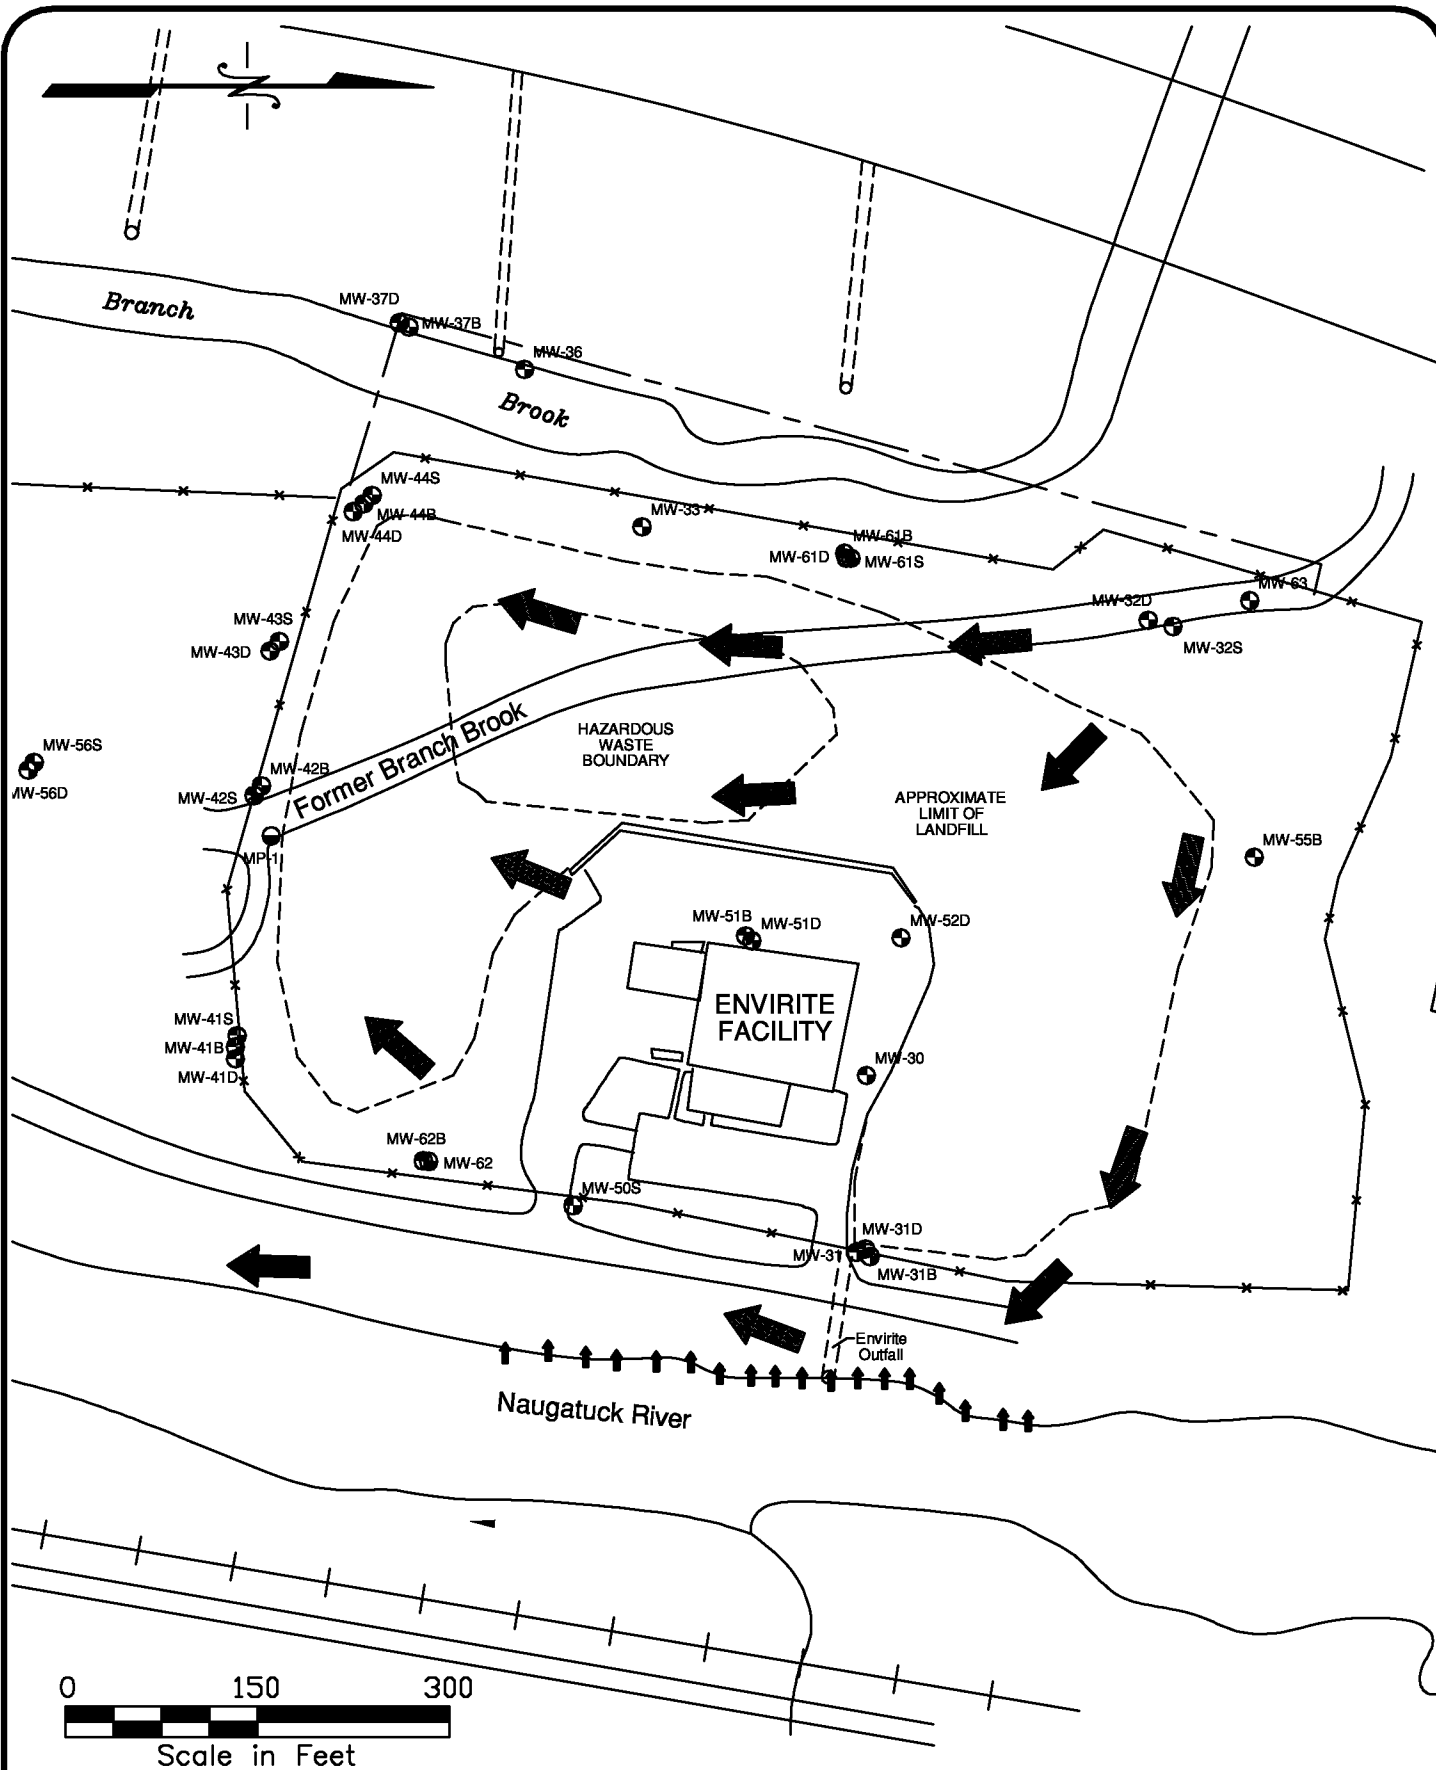 Branch
MW-37D
MW-37B
MW-36
Brook
MW-44S
MW-44B
MW-44D
MW-33
MW-61B
MW-61D
MW-61S
MW-63
MW-32D
MW-32S
MW-43S
MW-43D
MW-56S
MW-56D
MW-42B
MW-42S
Former Branch Brook
HAZARDOUS
WASTE
BOUNDARY
APPROXIMATE
LIMIT OF
LANDFILL
MP-1
MW-55B
MW-51B
MW-51D
MW-52D
ENVIRITE
FACILITY
MW-41S
MW-41B
MW-41D
MW-30
MW-62B
MW-62
MW-50S
MW-31D
MW-31
MW-31B
Envirite
Outfall
Naugatuck River
0 150 300
Scale in Feet